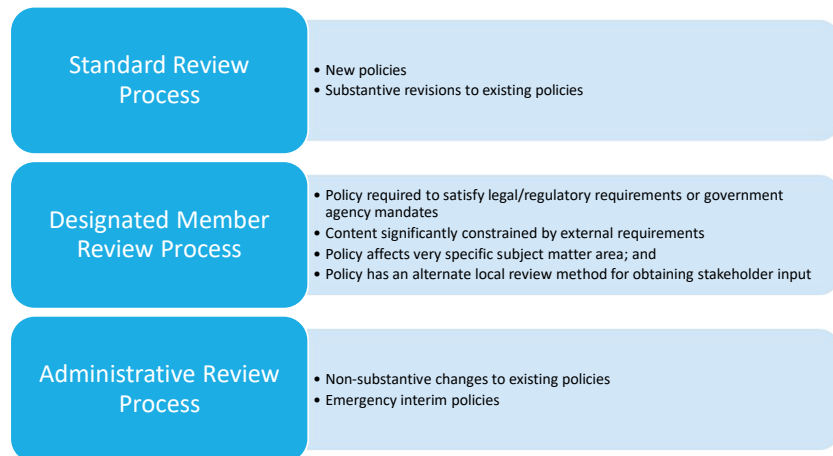 Standard Review
Process
• New policies
• Substantive revisions to existing policies
Designated Member
Review Process
• Policy required to satisfy legal/regulatory requirements or government
agency mandates
• Content significantly constrained by external requirements
• Policy affects very specific subject matter area; and
• Policy has an alternate local review method for obtaining stakeholder input
Administrative Review
Process
• Non-substantive changes to existing policies
• Emergency interim policies